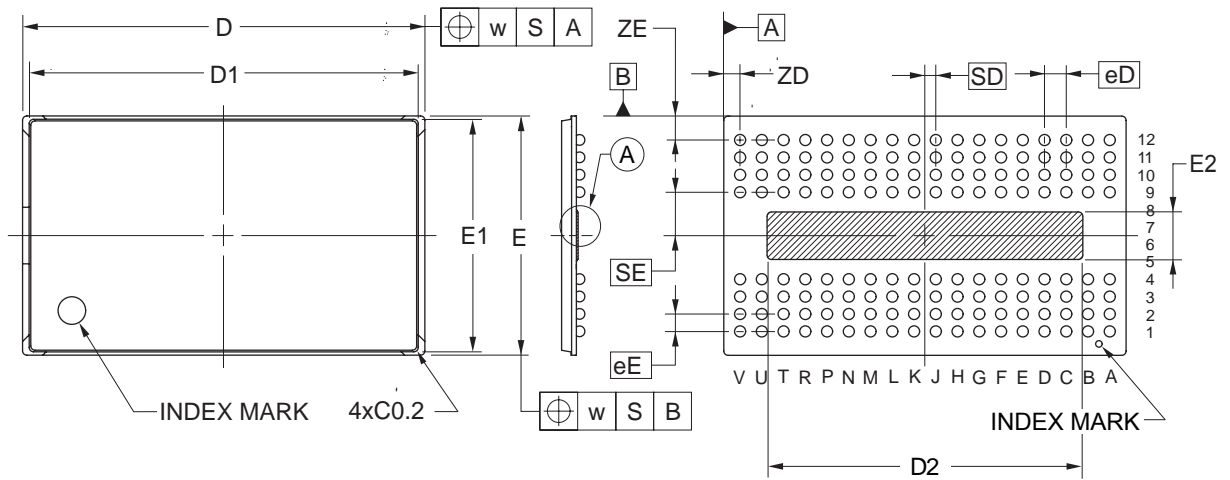 D
⌖ w S A
D1
E1
E
INDEX MARK
4xC0.2
⌖ w S B
A
ZE
B
A
ZD
SD
eD
SE
eE
E2
12
11
10
9
8
7
6
5
4
3
2
1
V U T R P N M L K J H G F E D C B A
INDEX MARK
D2